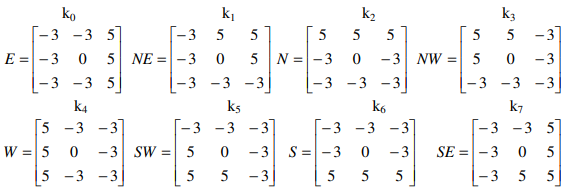 k₀ k₁ k₂ k₃
−3 −3 5 −3 5 5 5 5 5 5 5 −3
E = −3 0 5 NE = −3 0 5 N = −3 0 −3 NW = 5 0 −3
−3 −3 5 −3 −3 −3 −3 −3 −3 −3 −3 −3
k₄ k₅ k₆ k₇
5 −3 −3 −3 −3 −3 −3 −3 −3 −3 −3 5
W = 5 0 −3 SW = 5 0 −3 S = −3 0 −3 SE = −3 0 5
5 −3 −3 5 5 −3 5 5 5 −3 5 5